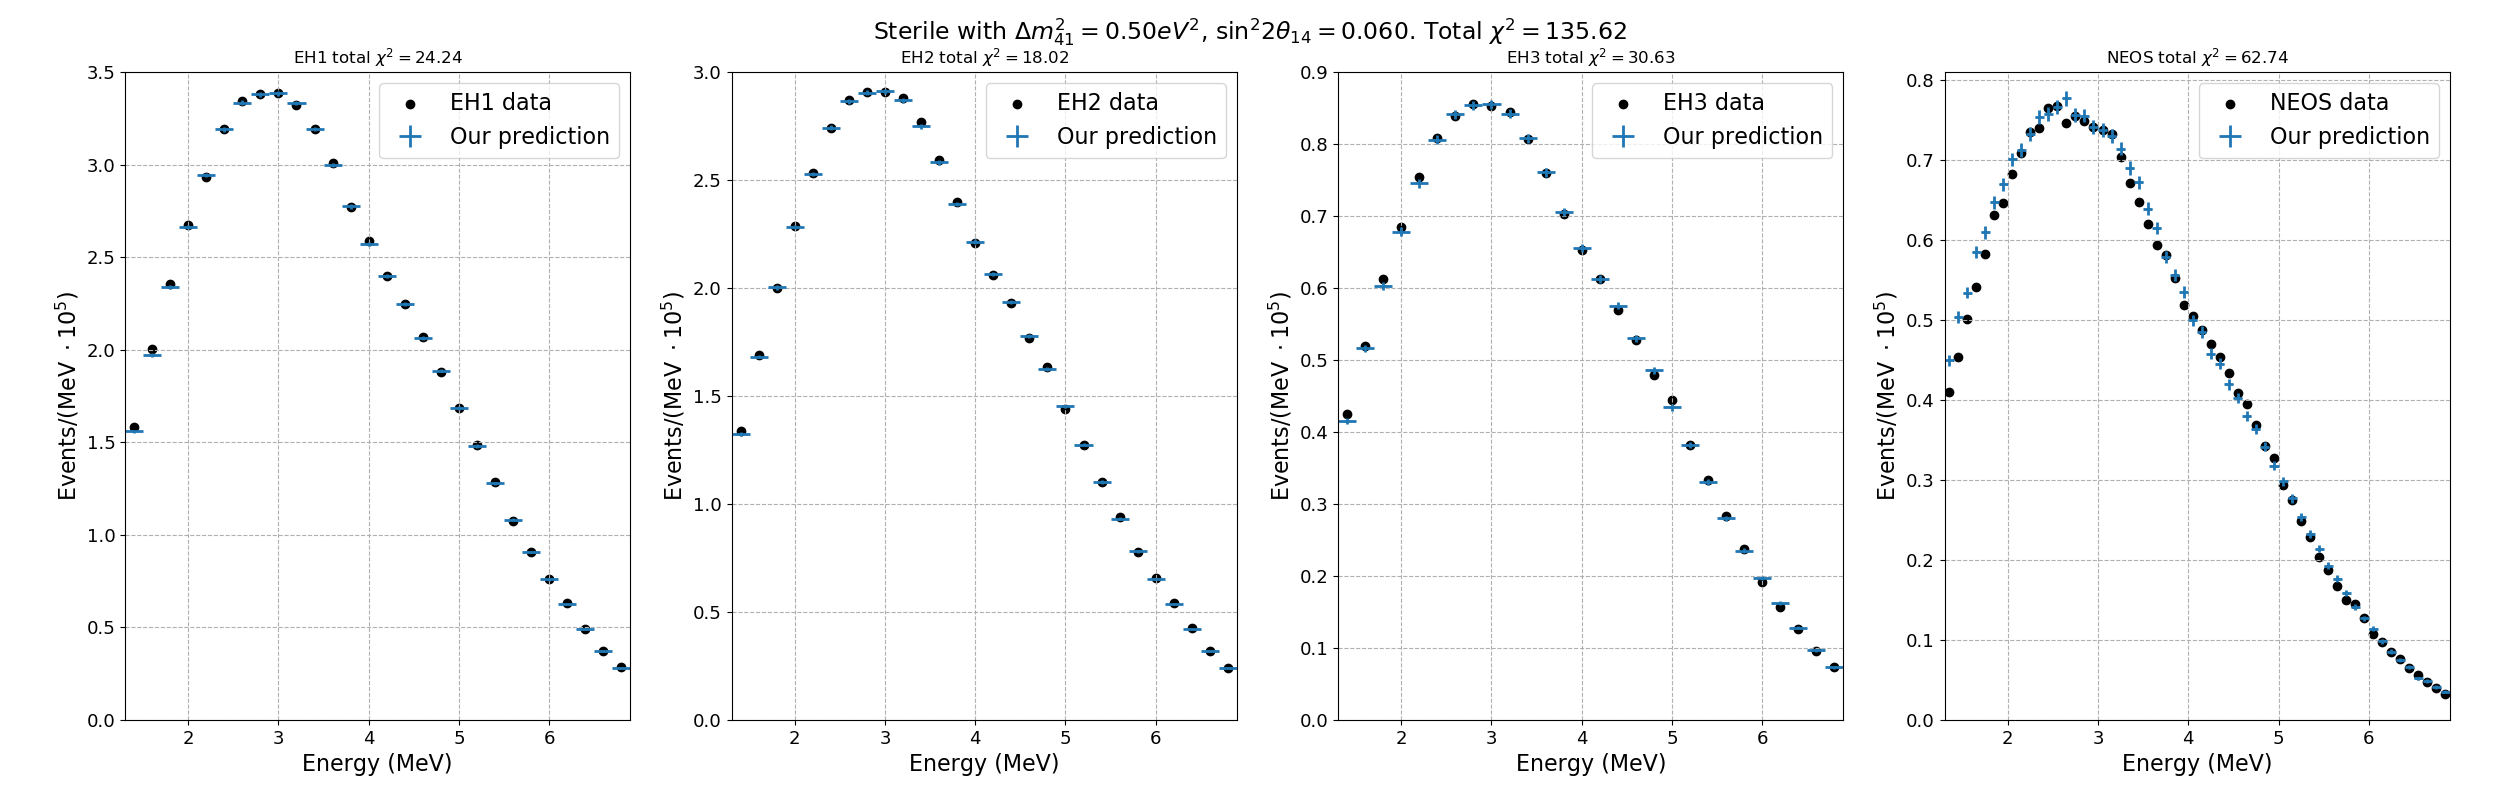 Sterile with Δm²₄₁ = 0.50eV², sin²2θ₁₄ = 0.060. Total χ² = 135.62
EH1 total χ² = 24.24
3.5
3.0
2.5
2.0
1.5
1.0
0.5
0.0
Events/(MeV · 10⁵)
2 3 4 5 6
Energy (MeV)
EH1 data
Our prediction
EH2 total χ² = 18.02
3.0
2.5
2.0
1.5
1.0
0.5
0.0
Events/(MeV · 10⁵)
2 3 4 5 6
Energy (MeV)
EH2 data
Our prediction
EH3 total χ² = 30.63
0.9
0.8
0.7
0.6
0.5
0.4
0.3
0.2
0.1
0.0
Events/(MeV · 10⁵)
2 3 4 5 6
Energy (MeV)
EH3 data
Our prediction
NEOS total χ² = 62.74
0.8
0.7
0.6
0.5
0.4
0.3
0.2
0.1
0.0
Events/(MeV · 10⁵)
2 3 4 5 6
Energy (MeV)
NEOS data
Our prediction